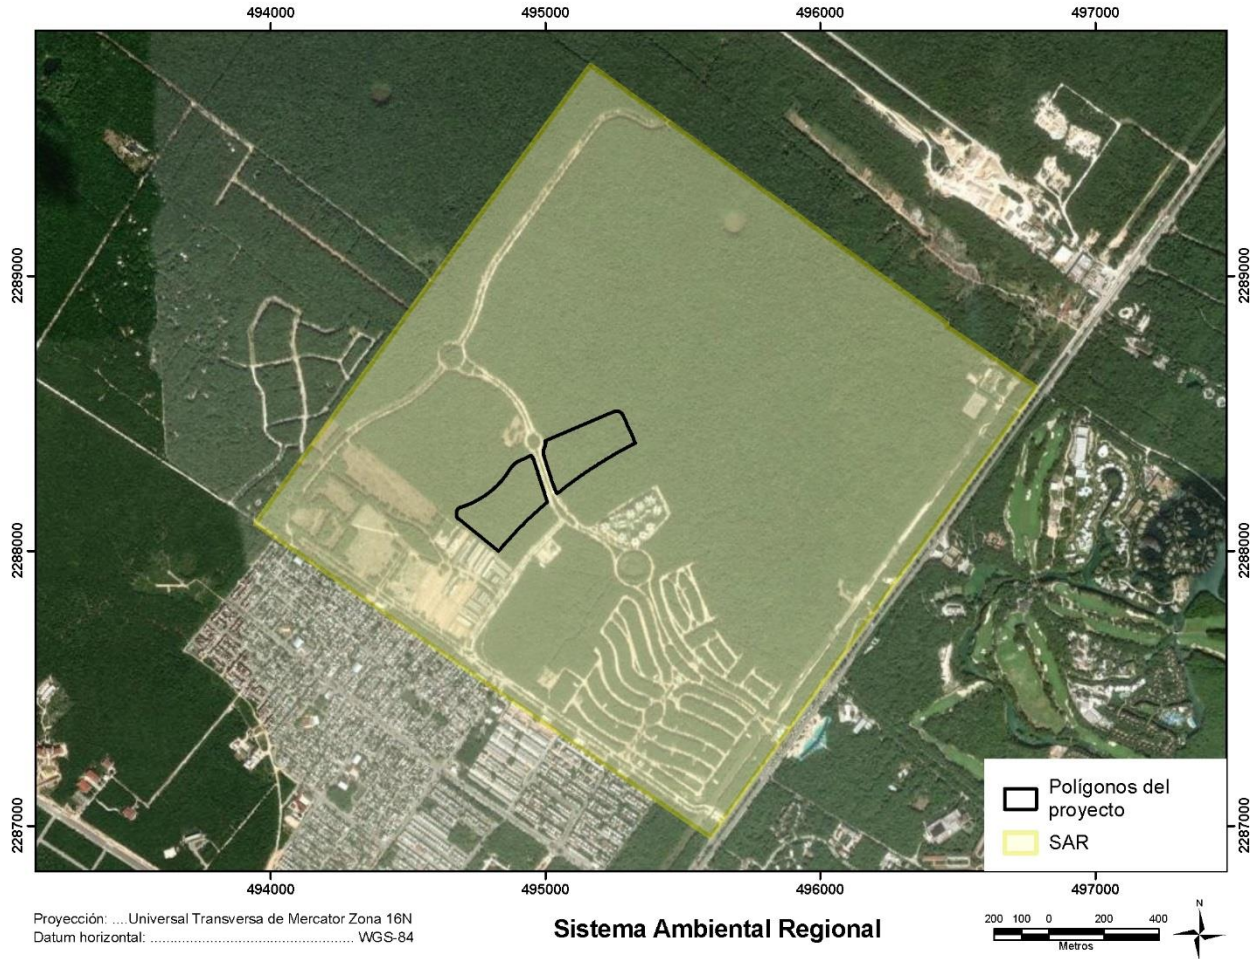 494000 495000 496000 497000
2289000 2289000
2288000 2288000
2287000 2287000
Polígonos del
proyecto
SAR
494000 495000 496000 497000
Proyección: ....Universal Transversa de Mercator Zona 16N
Datum horizontal: .................................................. WGS-84
Sistema Ambiental Regional
200 100 0 200 400
Metros
N